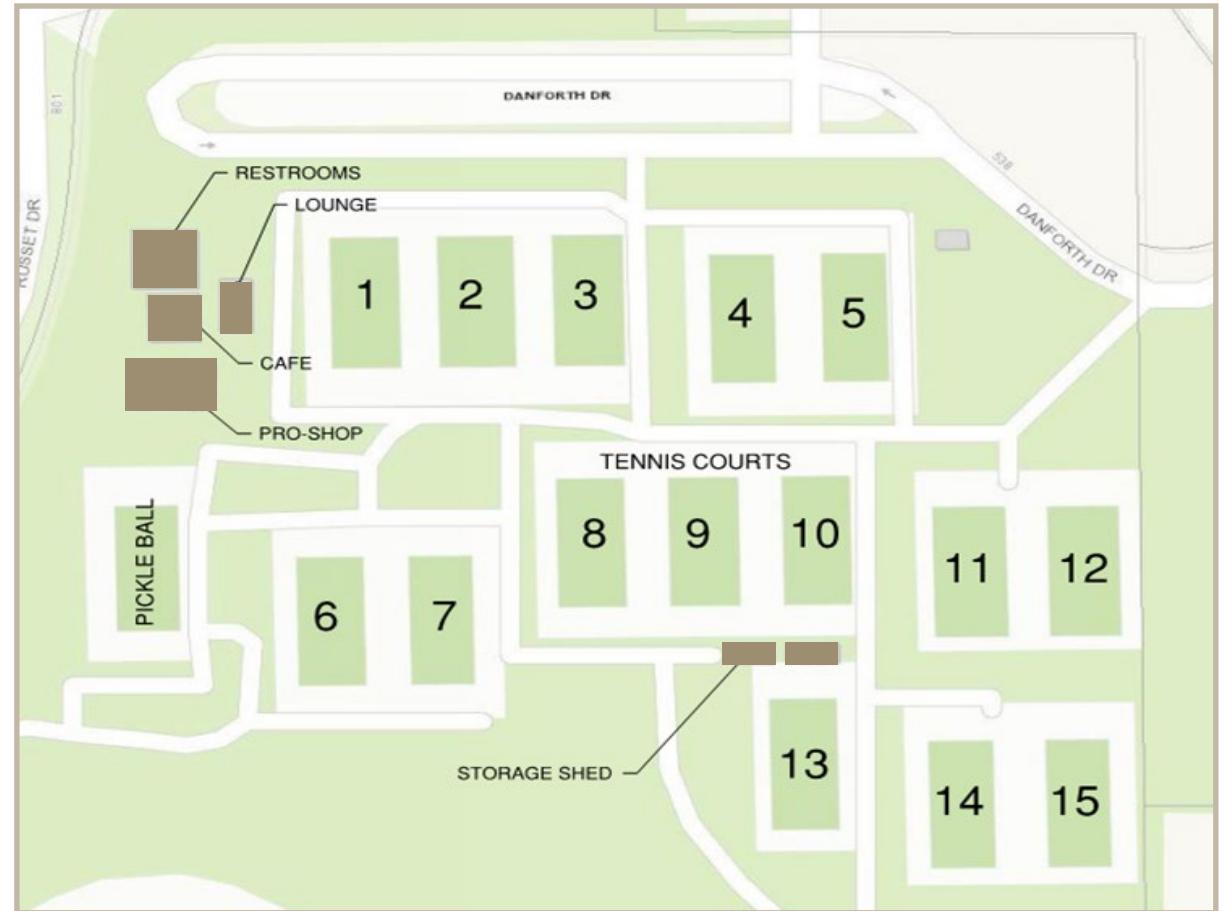 DANFORTH DR
801
538
RESTROOMS
LOUNGE
RUSSET DR
DANFORTH DR
1
2
3
4
5
CAFE
PRO-SHOP
TENNIS COURTS
PICKLE BALL
8
9
10
11
12
6
7
13
STORAGE SHED
14
15